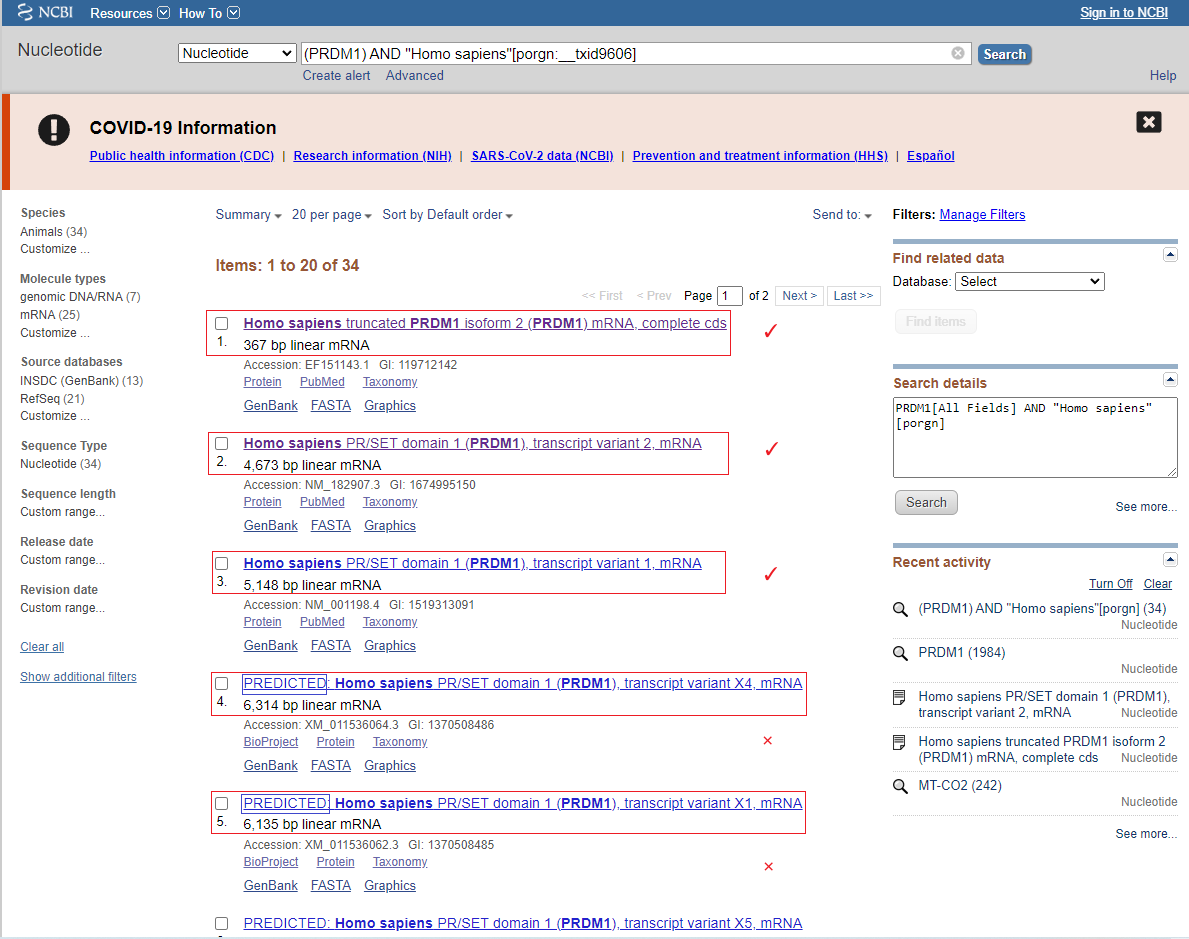 NCBI Resources How To Sign in to NCBI
Nucleotide
Nucleotide (PRDM1) AND "Homo sapiens"[porgn:__txid9606] Search
Create alert Advanced Help
COVID-19 Information
Public health information (CDC) | Research information (NIH) | SARS-CoV-2 data (NCBI) | Prevention and treatment information (HHS) | Español
Species
Animals (34)
Customize ...
Molecule types
genomic DNA/RNA (7)
mRNA (25)
Customize ...
Source databases
INSDC (GenBank) (13)
RefSeq (21)
Customize ...
Sequence Type
Nucleotide (34)
Sequence length
Custom range...
Release date
Custom range...
Revision date
Custom range...
Clear all
Show additional filters
Summary 20 per page Sort by Default order Send to:
Items: 1 to 20 of 34
<< First < Prev Page 1 of 2 Next > Last >>
Homo sapiens truncated PRDM1 isoform 2 (PRDM1) mRNA, complete cds
1. 367 bp linear mRNA
Accession: EF151143.1 GI: 119712142
Protein PubMed Taxonomy
GenBank FASTA Graphics
Homo sapiens PR/SET domain 1 (PRDM1), transcript variant 2, mRNA
2. 4,673 bp linear mRNA
Accession: NM_182907.3 GI: 1674995150
Protein PubMed Taxonomy
GenBank FASTA Graphics
Homo sapiens PR/SET domain 1 (PRDM1), transcript variant 1, mRNA
3. 5,148 bp linear mRNA
Accession: NM_001198.4 GI: 1519313091
Protein PubMed Taxonomy
GenBank FASTA Graphics
PREDICTED: Homo sapiens PR/SET domain 1 (PRDM1), transcript variant X4, mRNA
4. 6,314 bp linear mRNA
Accession: XM_011536064.3 GI: 1370508486
BioProject Protein Taxonomy
GenBank FASTA Graphics
PREDICTED: Homo sapiens PR/SET domain 1 (PRDM1), transcript variant X1, mRNA
5. 6,135 bp linear mRNA
Accession: XM_011536062.3 GI: 1370508485
BioProject Protein Taxonomy
GenBank FASTA Graphics
PREDICTED: Homo sapiens PR/SET domain 1 (PRDM1), transcript variant X5, mRNA
Filters: Manage Filters
Find related data
Database: Select
Find items
Search details
PRDM1[All Fields] AND "Homo sapiens"
[porgn]
Search
See more...
Recent activity
Turn Off Clear
(PRDM1) AND "Homo sapiens"[porgn] (34)
Nucleotide
PRDM1 (1984)
Nucleotide
Homo sapiens PR/SET domain 1 (PRDM1),
transcript variant 2, mRNA Nucleotide
Homo sapiens truncated PRDM1 isoform 2
(PRDM1) mRNA, complete cds Nucleotide
MT-CO2 (242)
Nucleotide
See more...